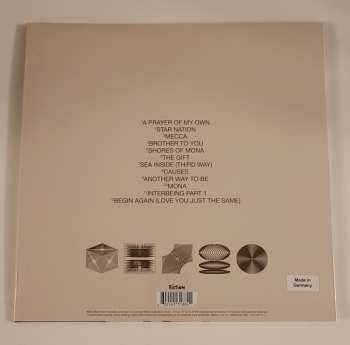 A PRAYER OF MY OWN
STAR NATION
MECCA
BROTHER TO YOU
SHORES OF MONA
THE GIFT
SEA INSIDE (THIRD WAY)
CAUSES
ANOTHER WAY TO BE
MONA
INTERBEING PART 1
BEGIN AGAIN (LOVE YOU JUST THE SAME)
Made in
Germany